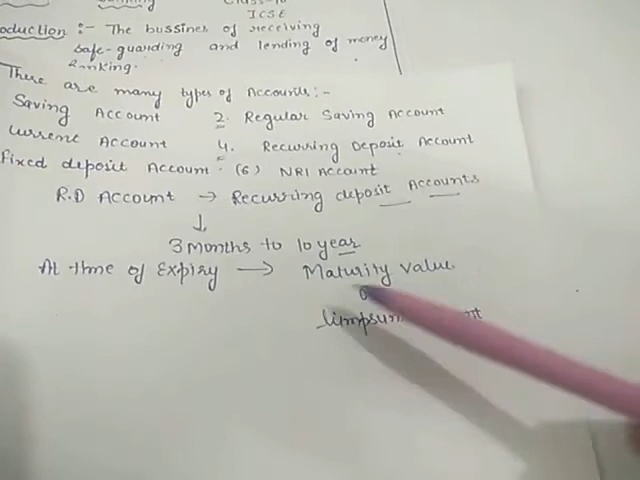 ICSE
oduction :- The bussines of receiving
Safe-guarding and lending of money
Banking.
There are many types of Accounts:-
Saving Account 2. Regular Saving Account
Current Account 4. Recurring Deposit Account
Fixed deposit Account. (6) NRI Account
R.D Account → Recurring deposit Accounts
↓
3 Months to 10 year
At time of Expiry → Maturity value
limpsum